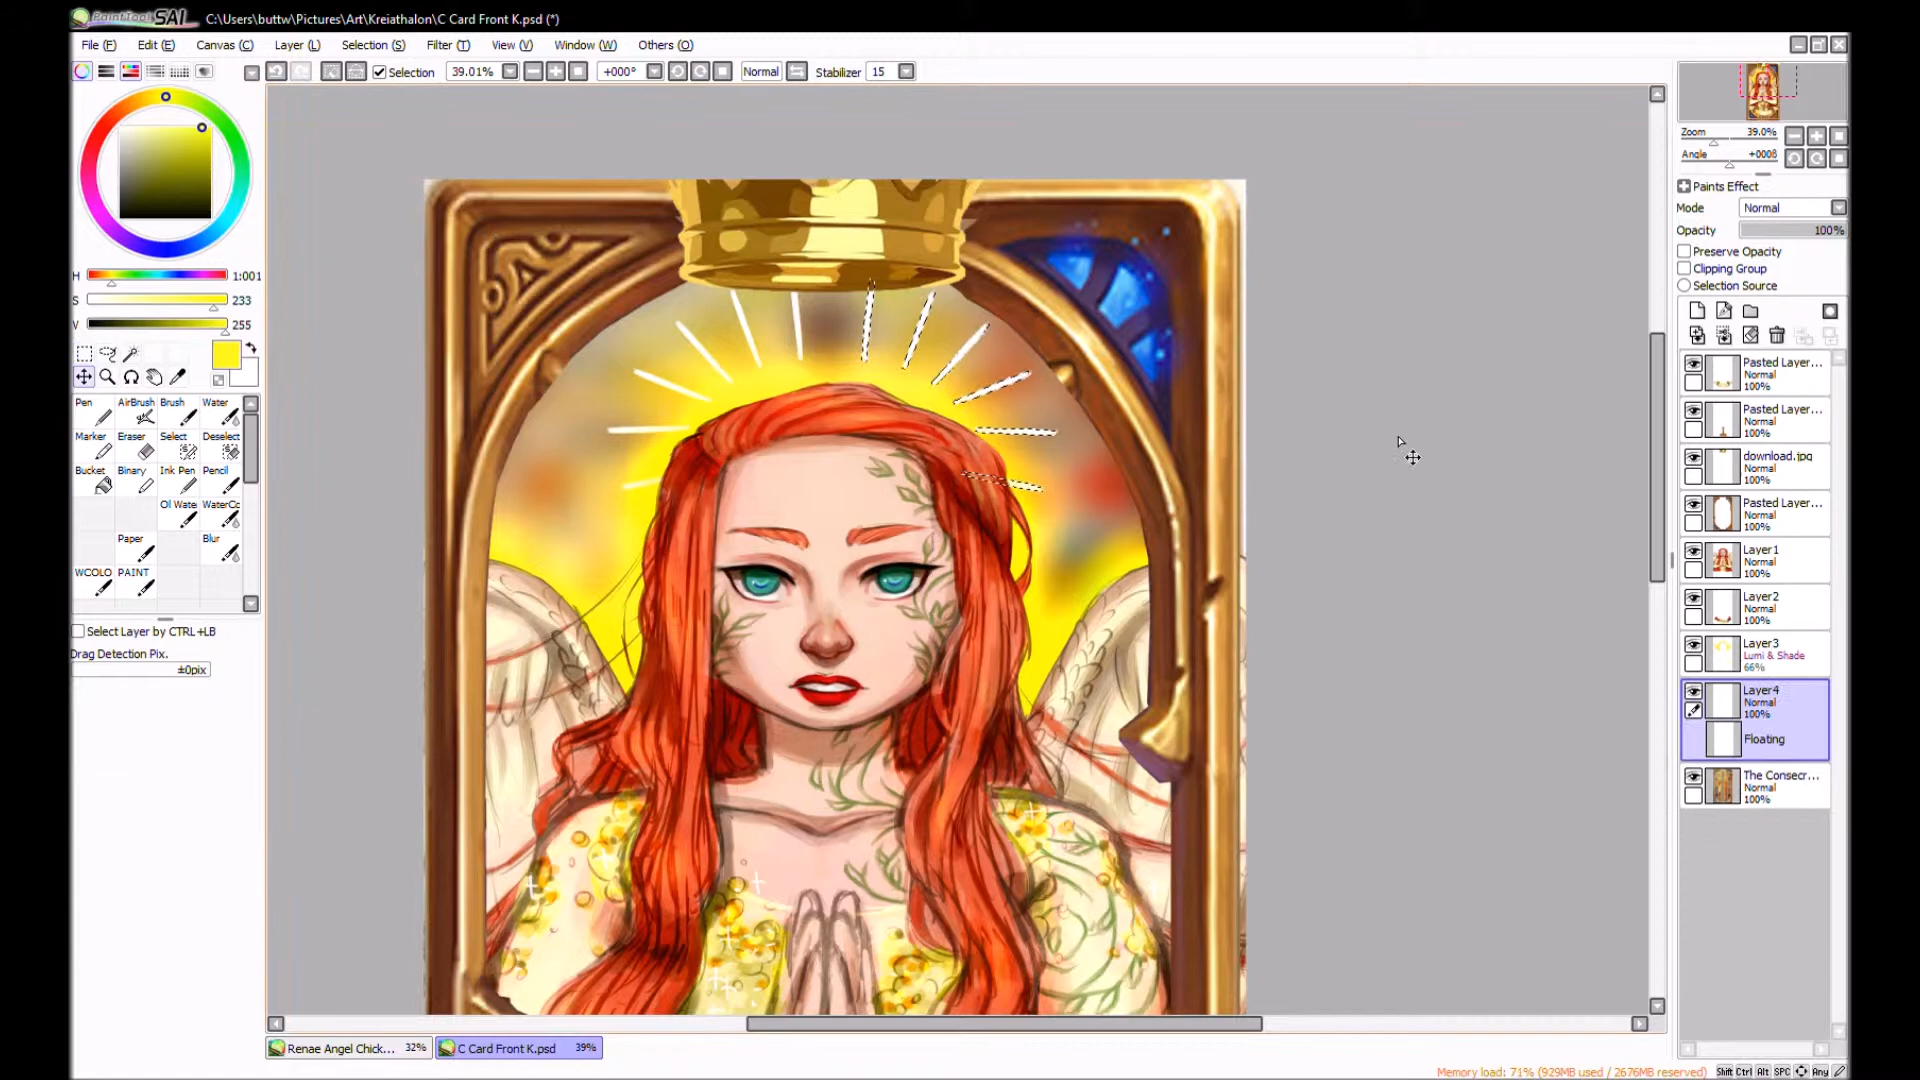 PaintTool SAI C:\Users\buttw\Pictures\Art\Kreiathalon\C Card Front K.psd (*)
File (F) Edit (E) Canvas (C) Layer (L) Selection (S) Filter (T) View (V) Window (W) Others (O)
Selection 39.01% +000° Normal Stabilizer 15
Zoom 39.0%
Angle +000ß
Paints Effect
Mode Normal
Opacity 100%
Preserve Opacity
Clipping Group
Selection Source
H 1:001
S 233
V 255
Pen AirBrush Brush Water
Marker Eraser Select Deselect
Bucket Binary Ink Pen Pencil
Oil Wate WaterCc
Paper Blur
WCOLO PAINT
Select Layer by CTRL+LB
Drag Detection Pix.
±0pix
Pasted Layer...
Normal
100%
Pasted Layer...
Normal
100%
download.jpg
Normal
100%
Pasted Layer...
Normal
100%
Layer1
Normal
100%
Layer2
Normal
100%
Layer3
Lumi & Shade
66%
Layer4
Normal
100%
Floating
The Consecr...
Normal
100%
Renae Angel Chick... 32% C Card Front K.psd 39%
Memory load: 71% (929MB used / 2676MB reserved) Shift Ctrl Alt SPC Any